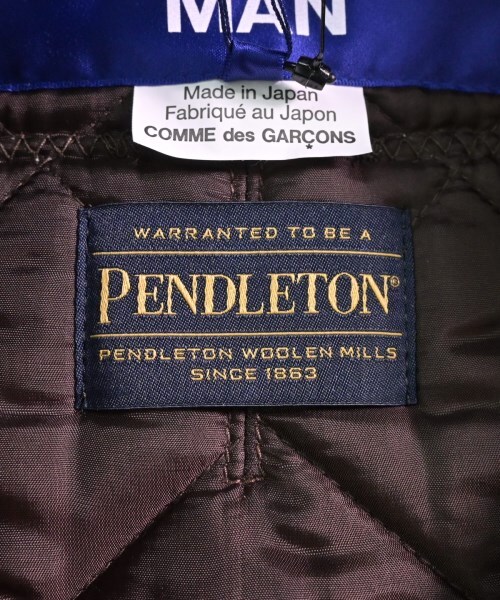 MAN
Made in Japan
Fabriqué au Japon
COMME des GARÇONS
WARRANTED TO BE A
PENDLETON®
PENDLETON WOOLEN MILLS
SINCE 1863